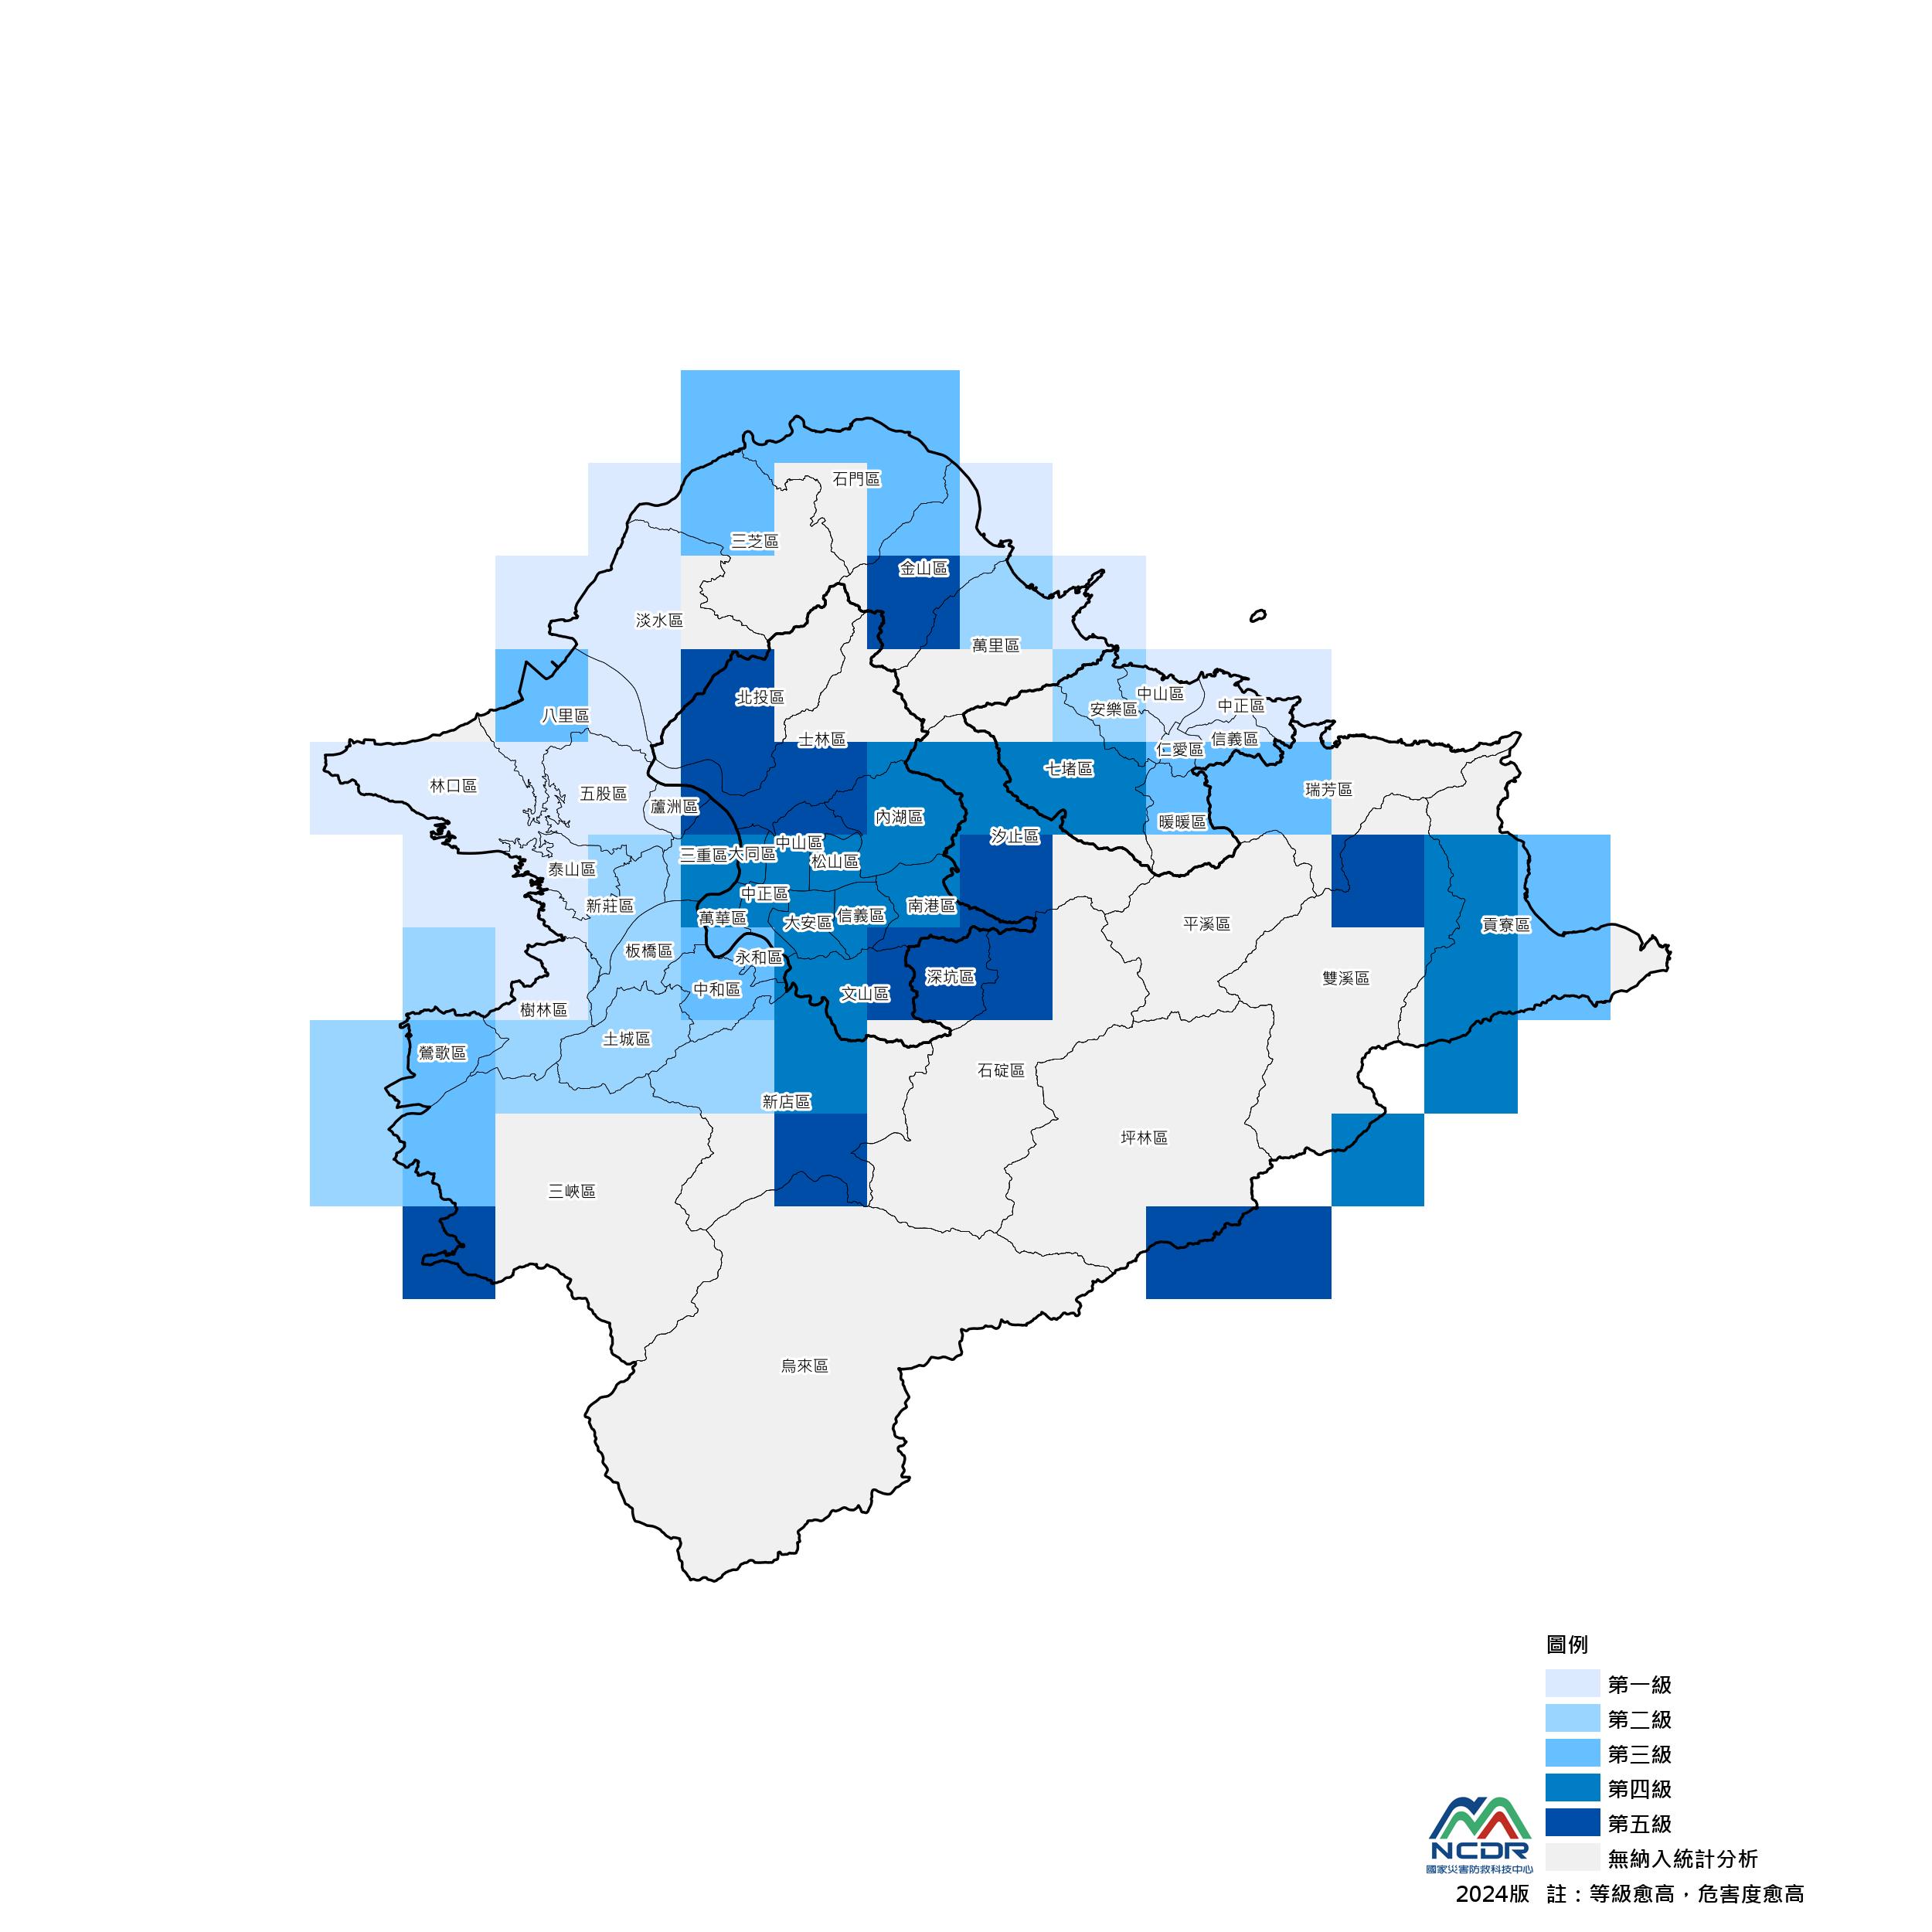 石門區
三芝區
金山區
淡水區
萬里區
北投區
中山區
中正區
安樂區
八里區
士林區
信義區
仁愛區
七堵區
林口區
五股區
瑞芳區
蘆洲區
內湖區
暖暖區
汐止區
中山區
三重區
大同區
松山區
泰山區
中正區
新莊區
南港區
萬華區
大安區
信義區
平溪區
貢寮區
板橋區
永和區
深坑區
雙溪區
中和區
文山區
樹林區
土城區
鶯歌區
石碇區
新店區
坪林區
三峽區
烏來區
圖例
第一級
第二級
第三級
第四級
第五級
無納入統計分析
NCDR
國家災害防救科技中心
2024版 註：等級愈高，危害度愈高